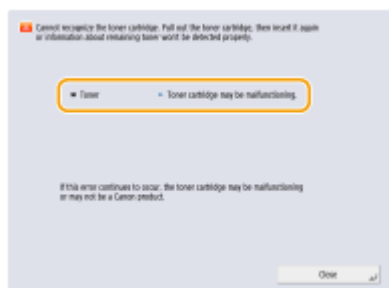 Cannot recognize the toner cartridge. Pull out the toner cartridge, then insert it again
or information about remaining toner won't be detected properly.
■ Toner
Toner cartridge may be malfunctioning.
If this error continues to occur, the toner cartridge may be malfunctioning
or may not be a Canon product.
Close